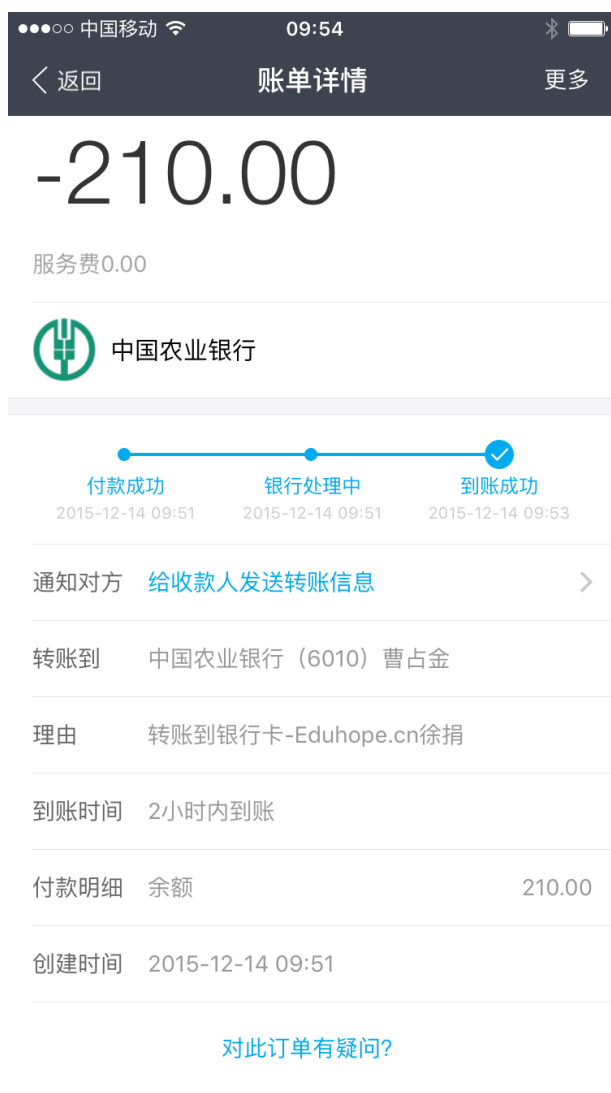 中国移动 09:54
返回 账单详情 更多
-210.00
服务费0.00
中国农业银行
付款成功 银行处理中 到账成功
2015-12-14 09:51 2015-12-14 09:51 2015-12-14 09:53
通知对方 给收款人发送转账信息
转账到 中国农业银行（6010）曹占金
理由 转账到银行卡-Eduhope.cn徐捐
到账时间 2小时内到账
付款明细 余额 210.00
创建时间 2015-12-14 09:51
对此订单有疑问?